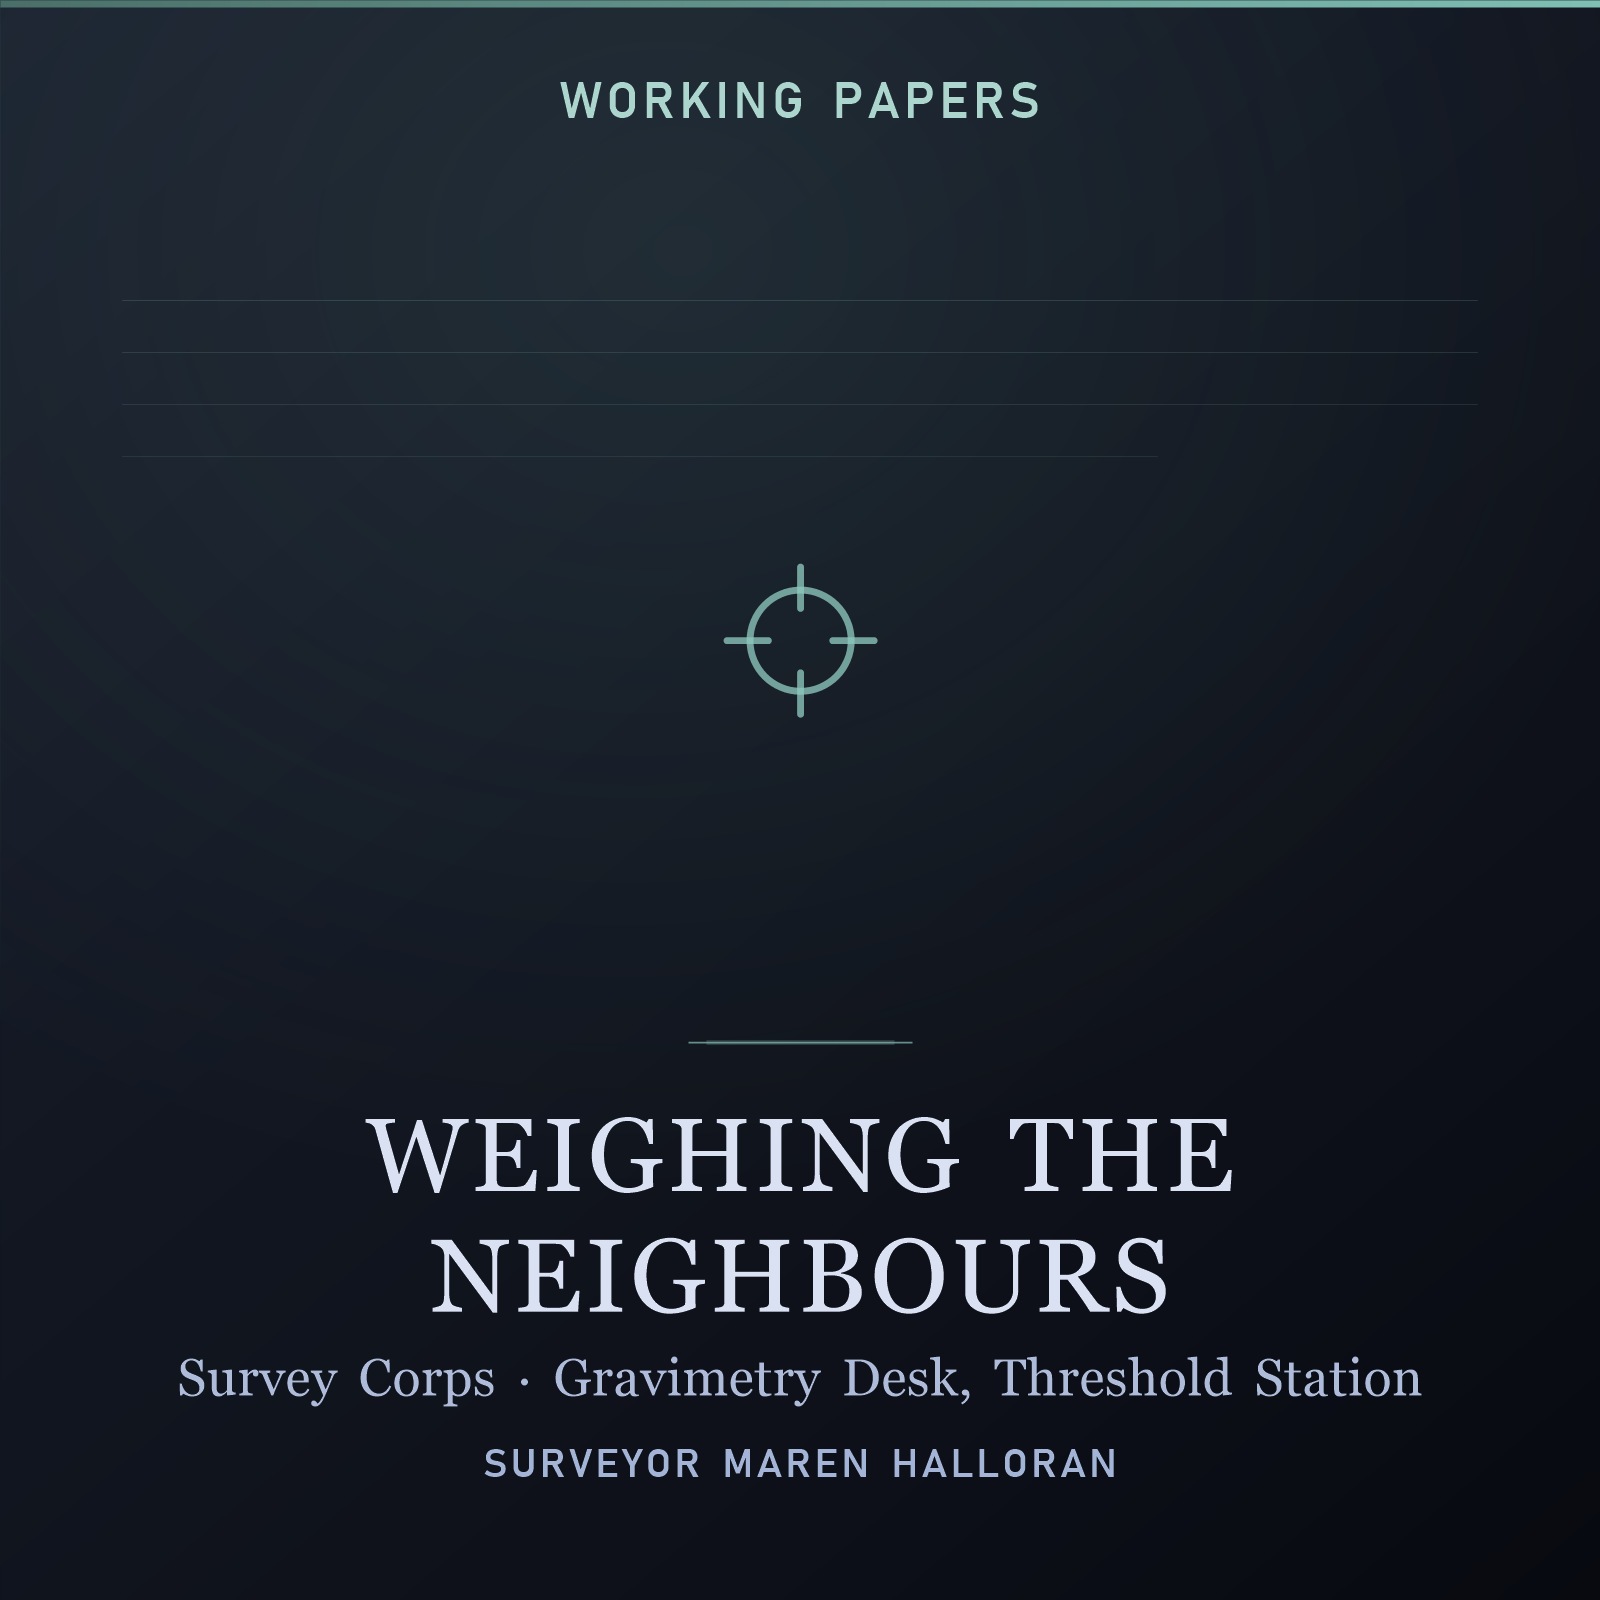 WORKING PAPERS
WEIGHING THE
NEIGHBOURS
Survey Corps · Gravimetry Desk, Threshold Station
SURVEYOR MAREN HALLORAN